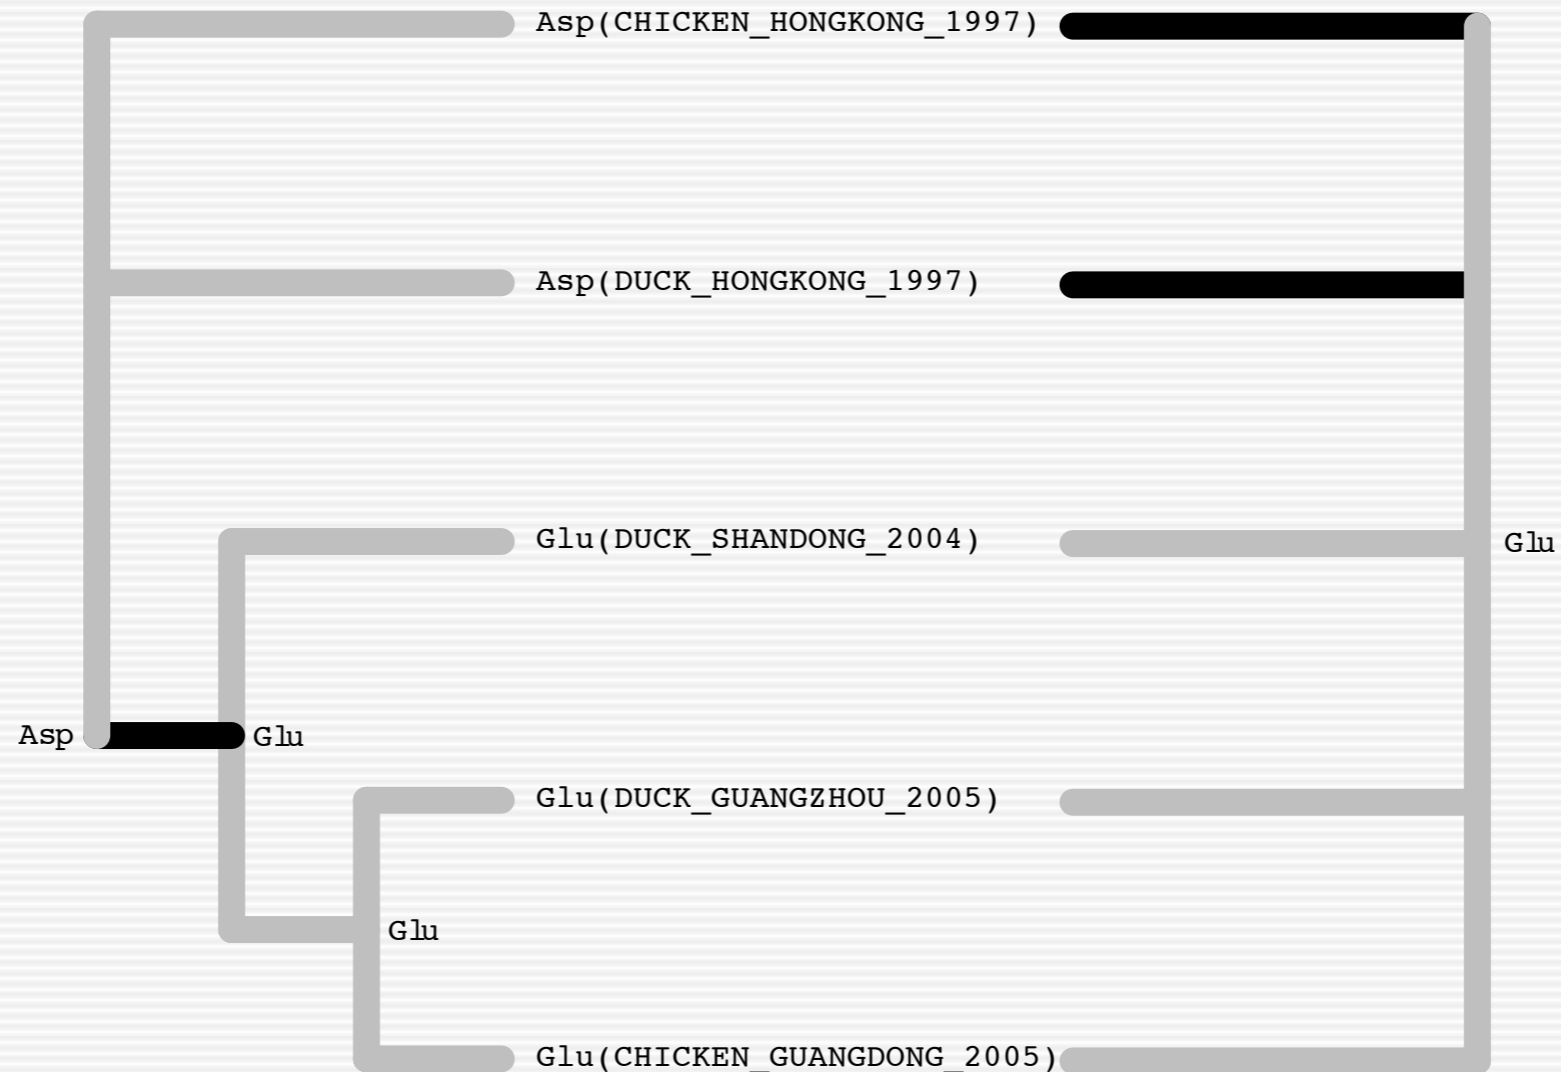 Asp(CHICKEN_HONGKONG_1997)
Asp(DUCK_HONGKONG_1997)
Glu(DUCK_SHANDONG_2004)
Glu
Asp
Glu
Glu(DUCK_GUANGZHOU_2005)
Glu
Glu(CHICKEN_GUANGDONG_2005)